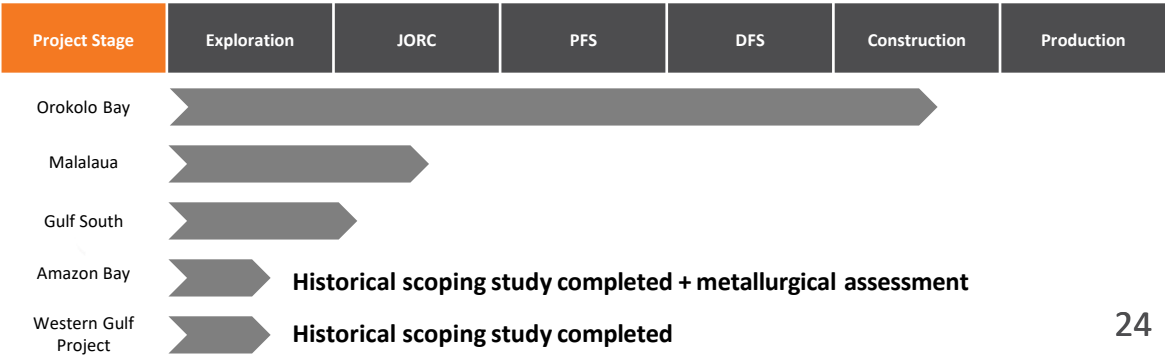 Project Stage Exploration JORC PFS DFS Construction Production
Orokolo Bay
Malalaua
Gulf South
Amazon Bay Historical scoping study completed + metallurgical assessment
Western Gulf
Project
Historical scoping study completed
24